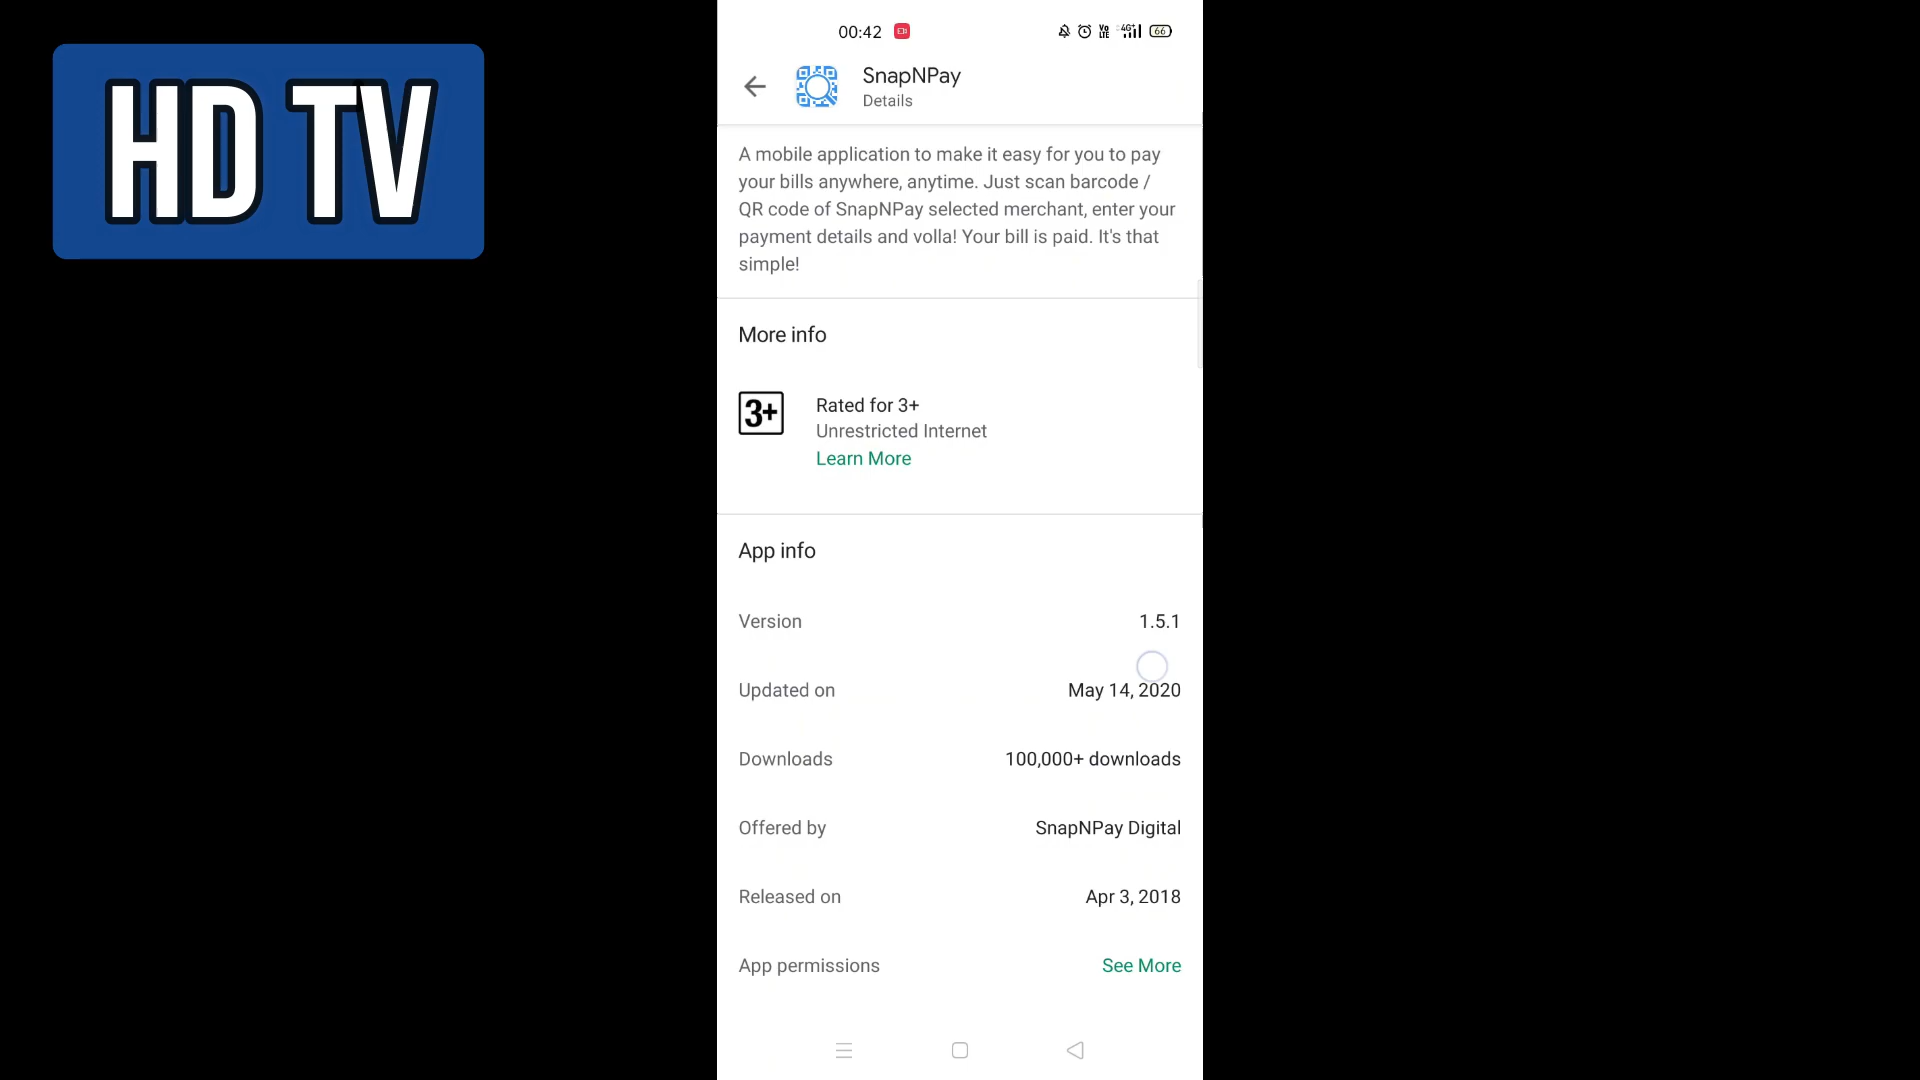 HD TV
00:42
Vo LTE 4G+ 66
SnapNPay
Details
A mobile application to make it easy for you to pay
your bills anywhere, anytime. Just scan barcode /
QR code of SnapNPay selected merchant, enter your
payment details and volla! Your bill is paid. It's that
simple!
More info
3+
Rated for 3+
Unrestricted Internet
Learn More
App info
Version 1.5.1
Updated on May 14, 2020
Downloads 100,000+ downloads
Offered by SnapNPay Digital
Released on Apr 3, 2018
App permissions See More